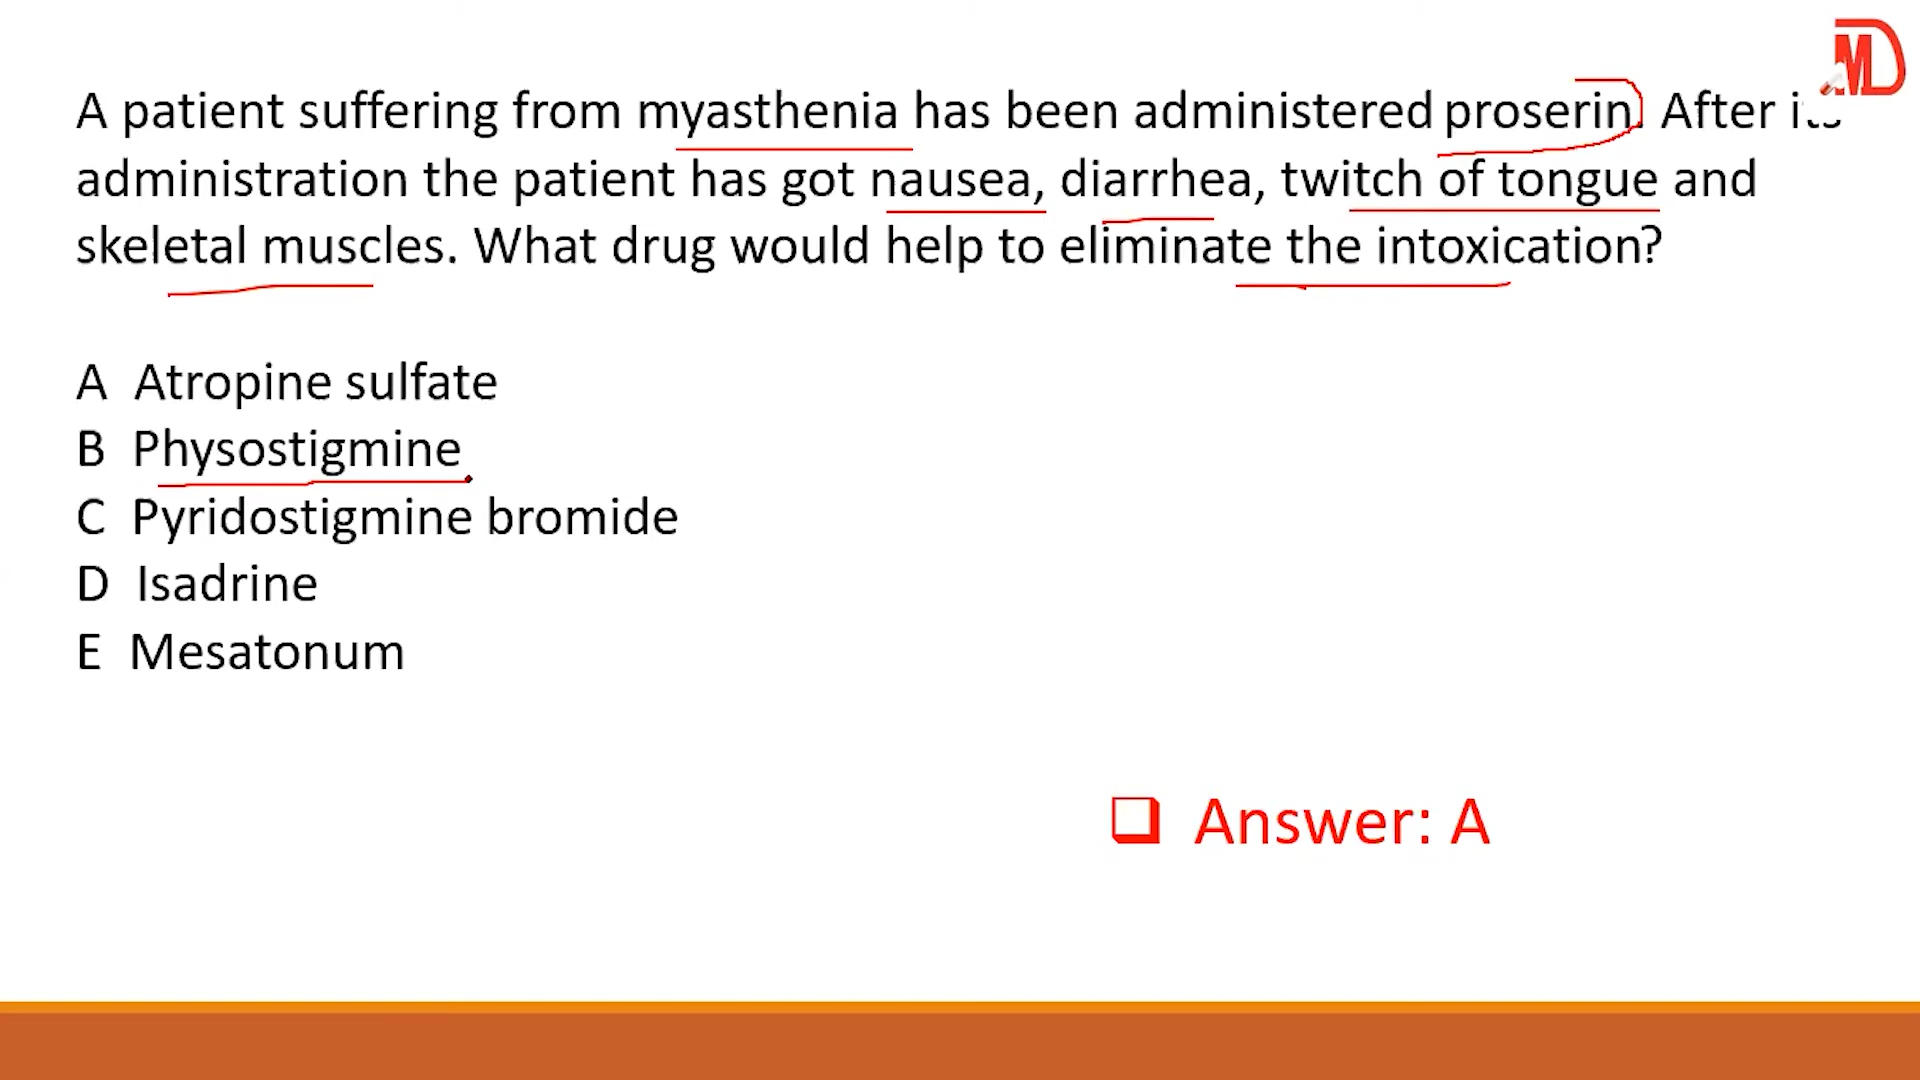 A patient suffering from myasthenia has been administered proserin. After its
administration the patient has got nausea, diarrhea, twitch of tongue and
skeletal muscles. What drug would help to eliminate the intoxication?
A Atropine sulfate
B Physostigmine
C Pyridostigmine bromide
D Isadrine
E Mesatonum
Answer: A
MD